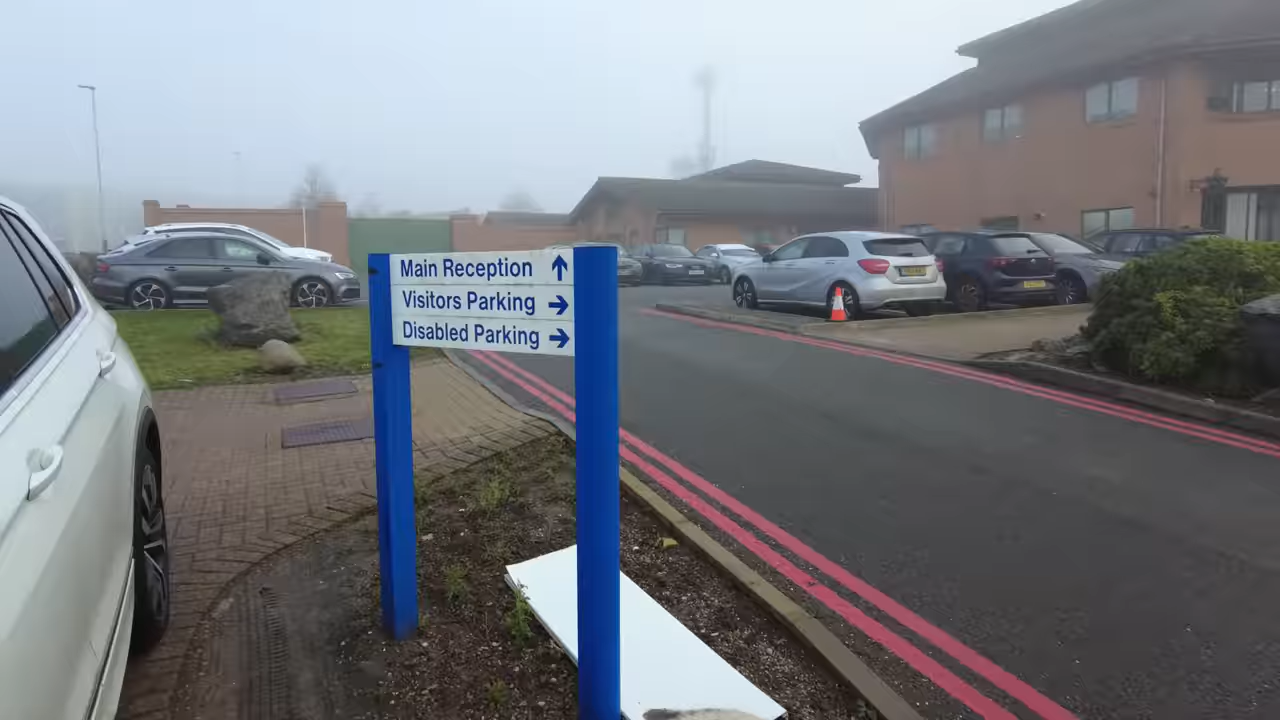 Main Reception ↑
Visitors Parking →
Disabled Parking →